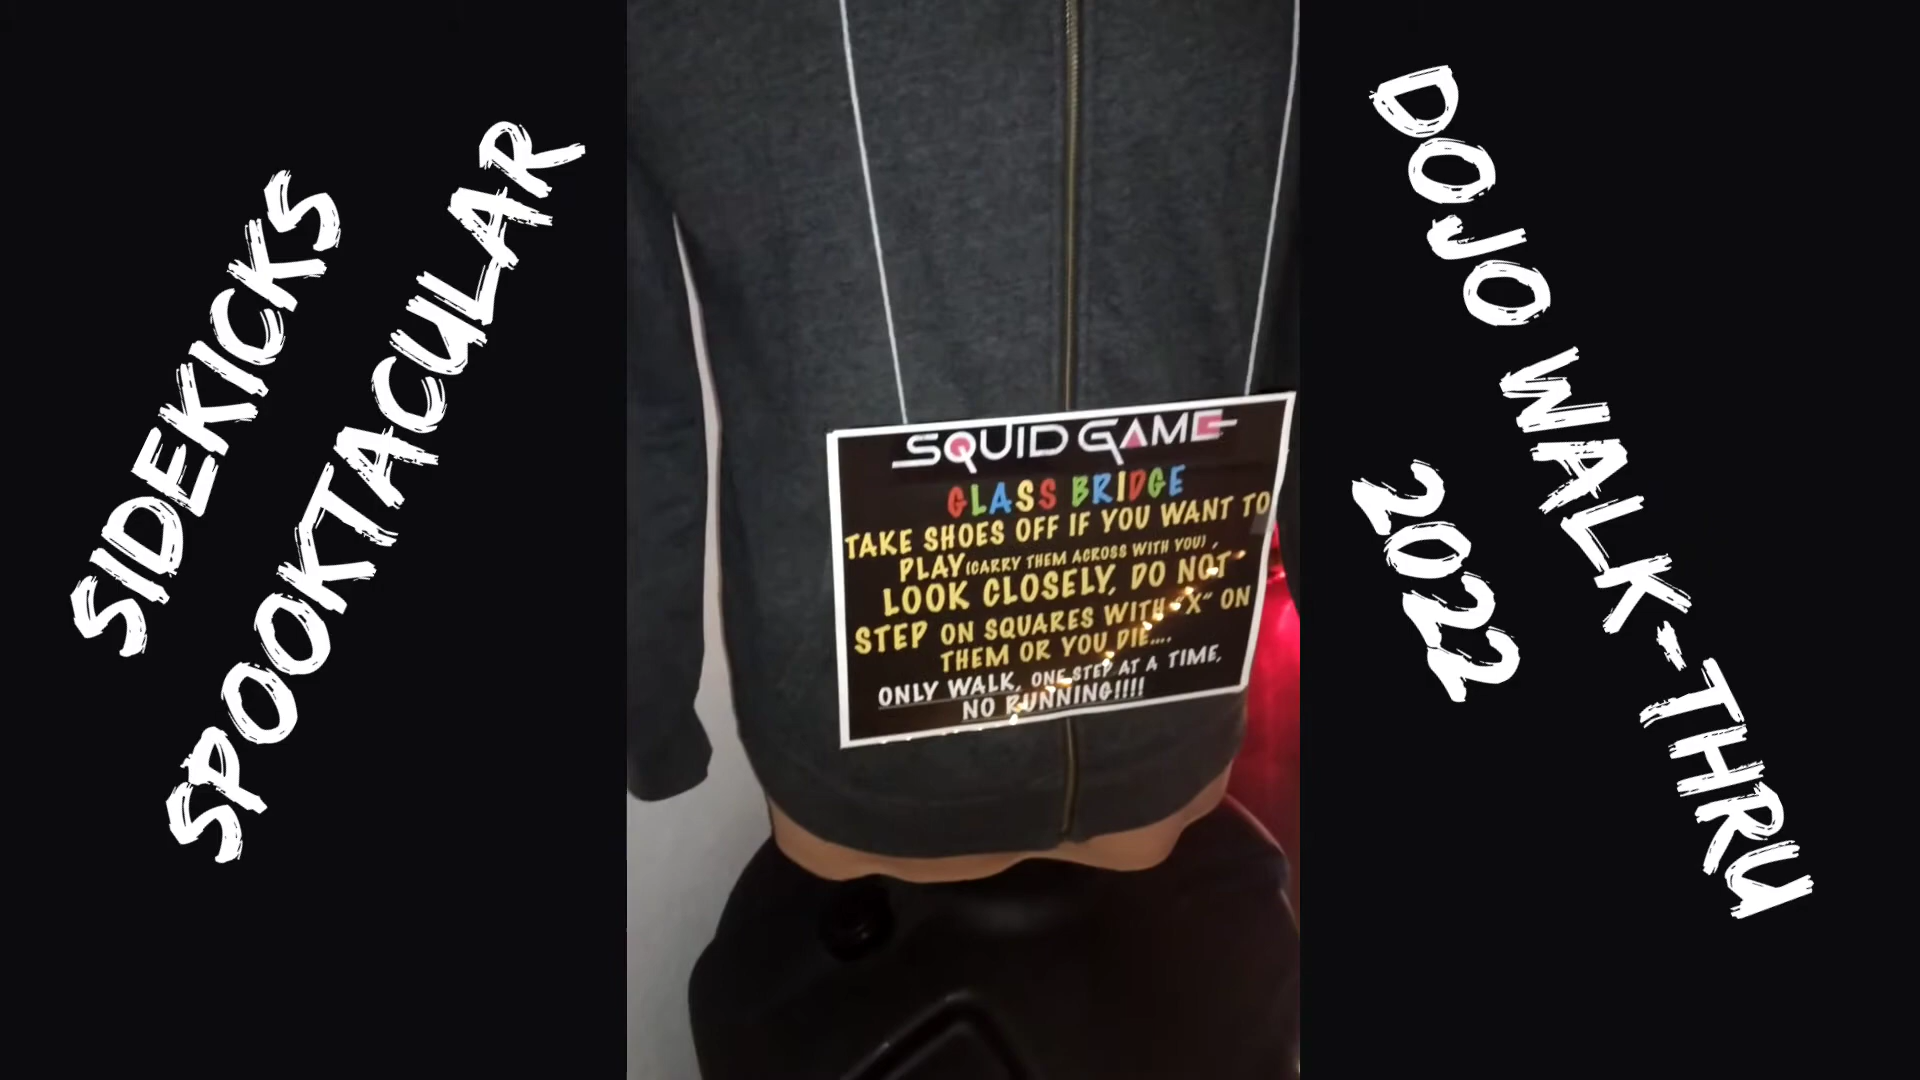 SIDEKICKS
SPOOKTACULAR
SQUID GAME
GLASS BRIDGE
TAKE SHOES OFF IF YOU WANT TO
PLAY (CARRY THEM ACROSS WITH YOU),
LOOK CLOSELY, DO NOT
STEP ON SQUARES WITH "X" ON
THEM OR YOU DIE....
ONLY WALK, ONE STEP AT A TIME,
NO RUNNING!!!!
DOJO WALK-THRU
2022